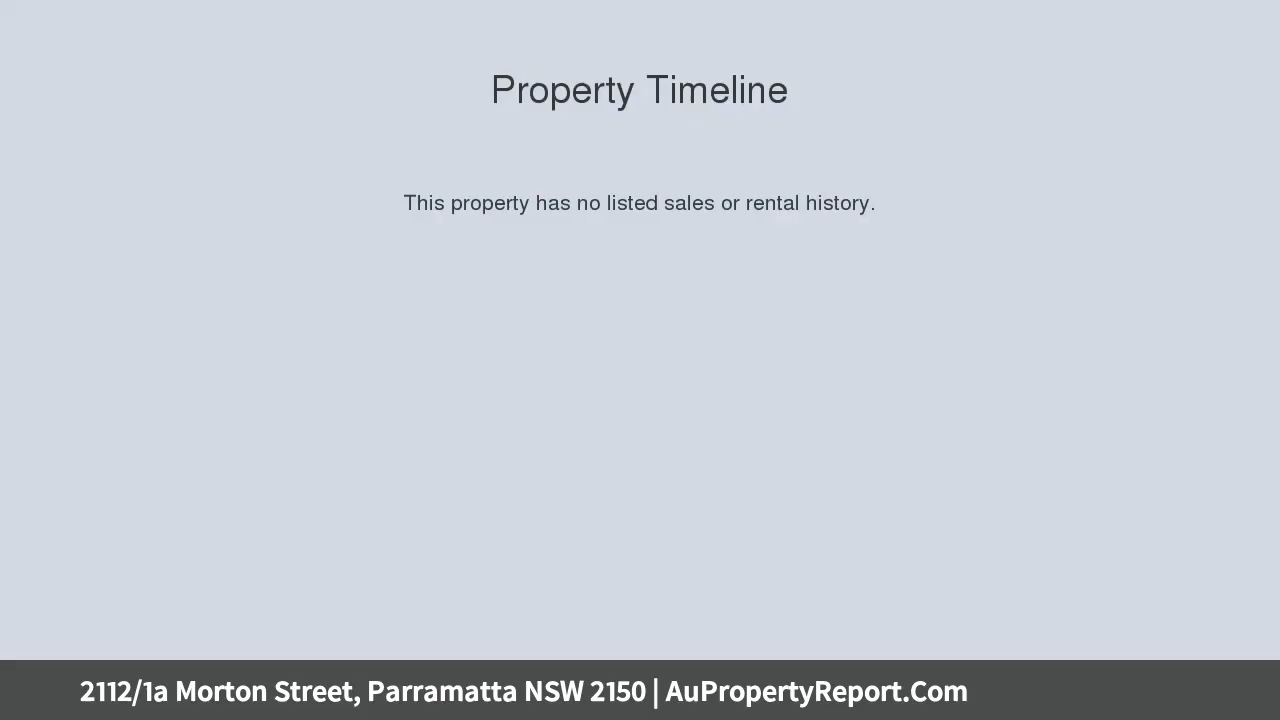 Property Timeline
This property has no listed sales or rental history.
2112/1a Morton Street, Parramatta NSW 2150 | AuPropertyReport.Com